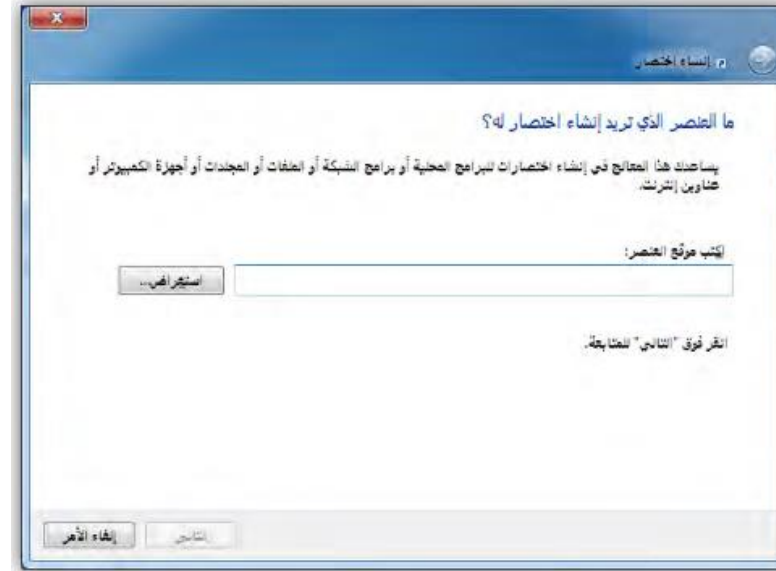 إنشاء اختصار
ما العنصر الذي تريد إنشاء اختصار له؟
يساعدك هذا المعالج في إنشاء اختصارات للبرامج المحلية أو برامج الشبكة أو الملفات أو المجلدات أو أجهزة الكمبيوتر أو
عناوين إنترنت.
اكتب موقع العنصر:
استعراض...
انقر فوق "التالي" للمتابعة.
التالي
إلغاء الأمر